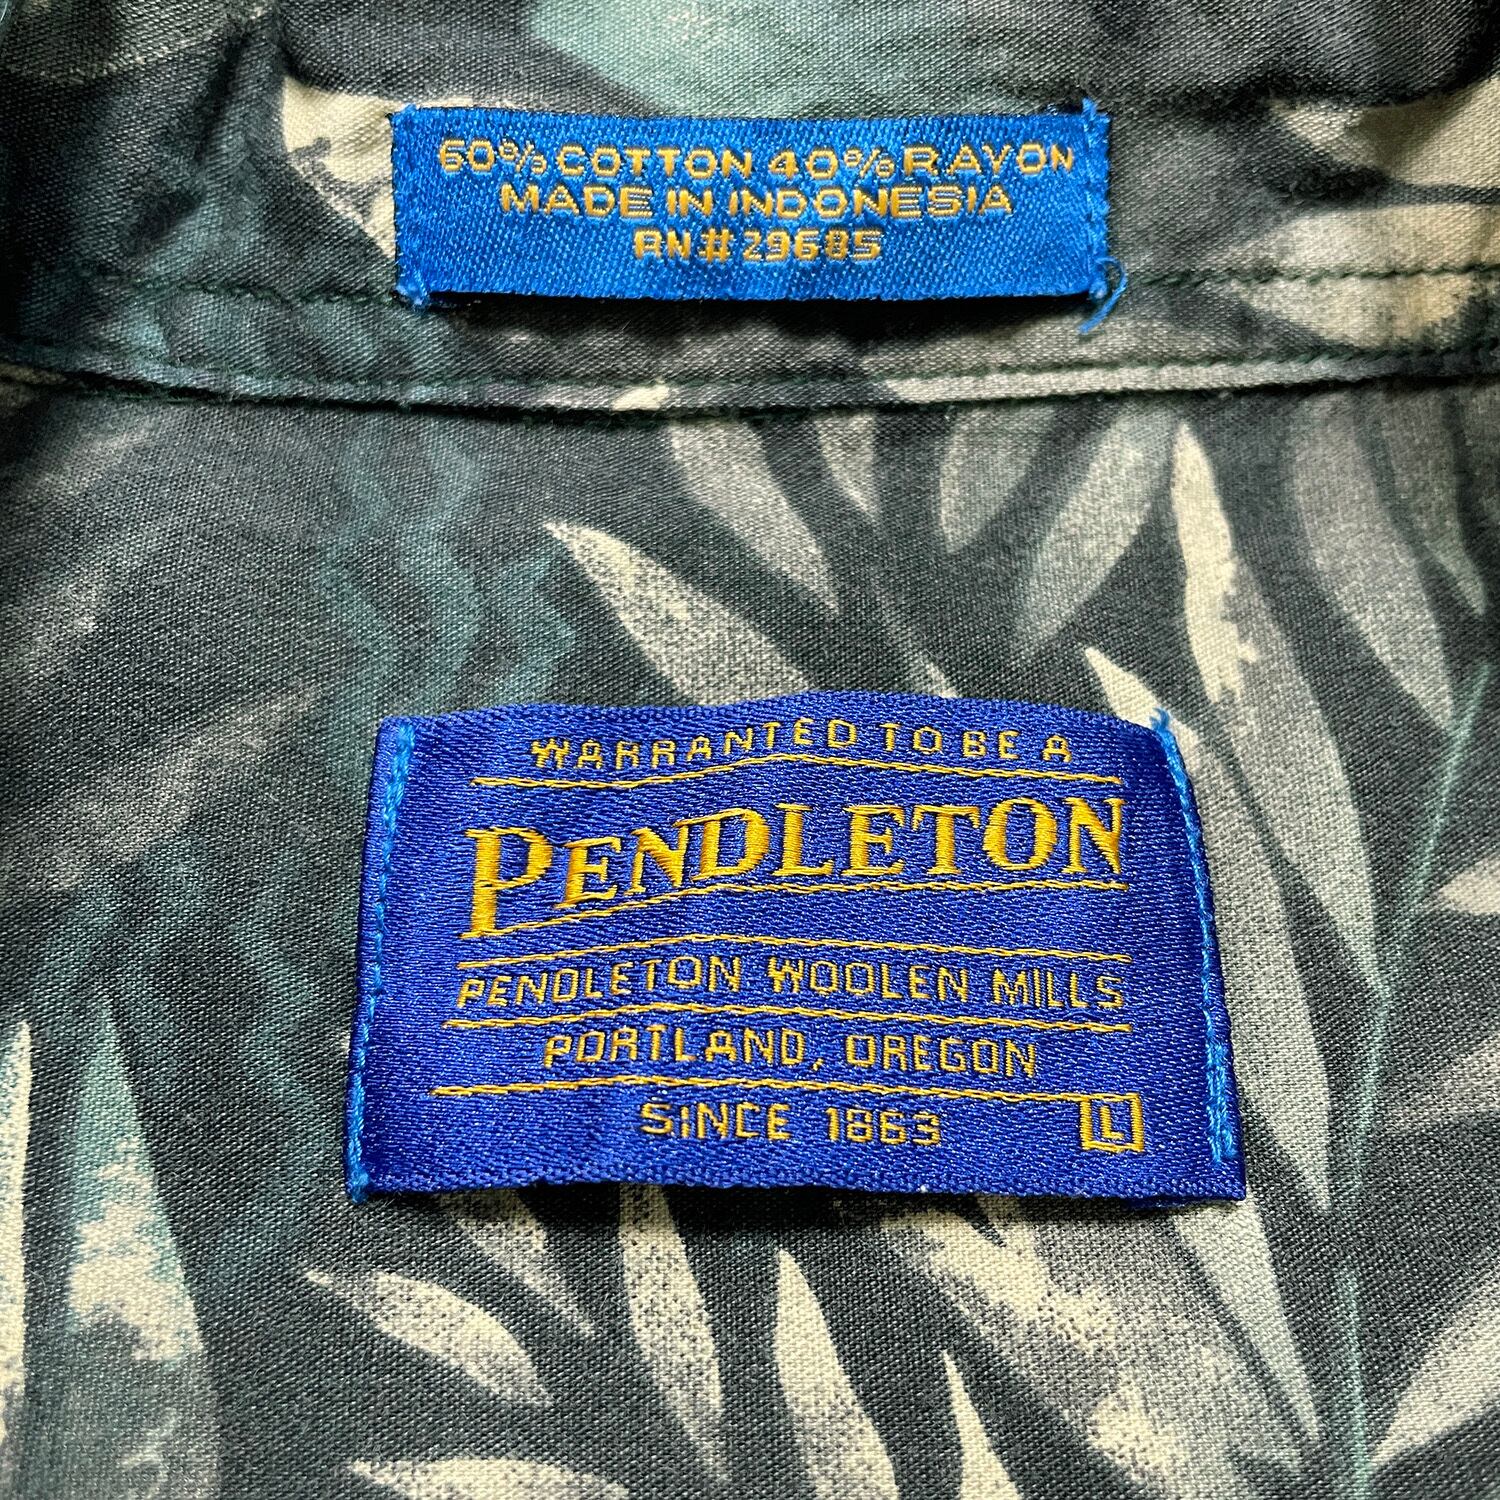 60% COTTON 40% RAYON
MADE IN INDONESIA
RN# 29685
WARRANTED TO BE A
PENDLETON
PENDLETON WOOLEN MILLS
PORTLAND, OREGON
SINCE 1863
L